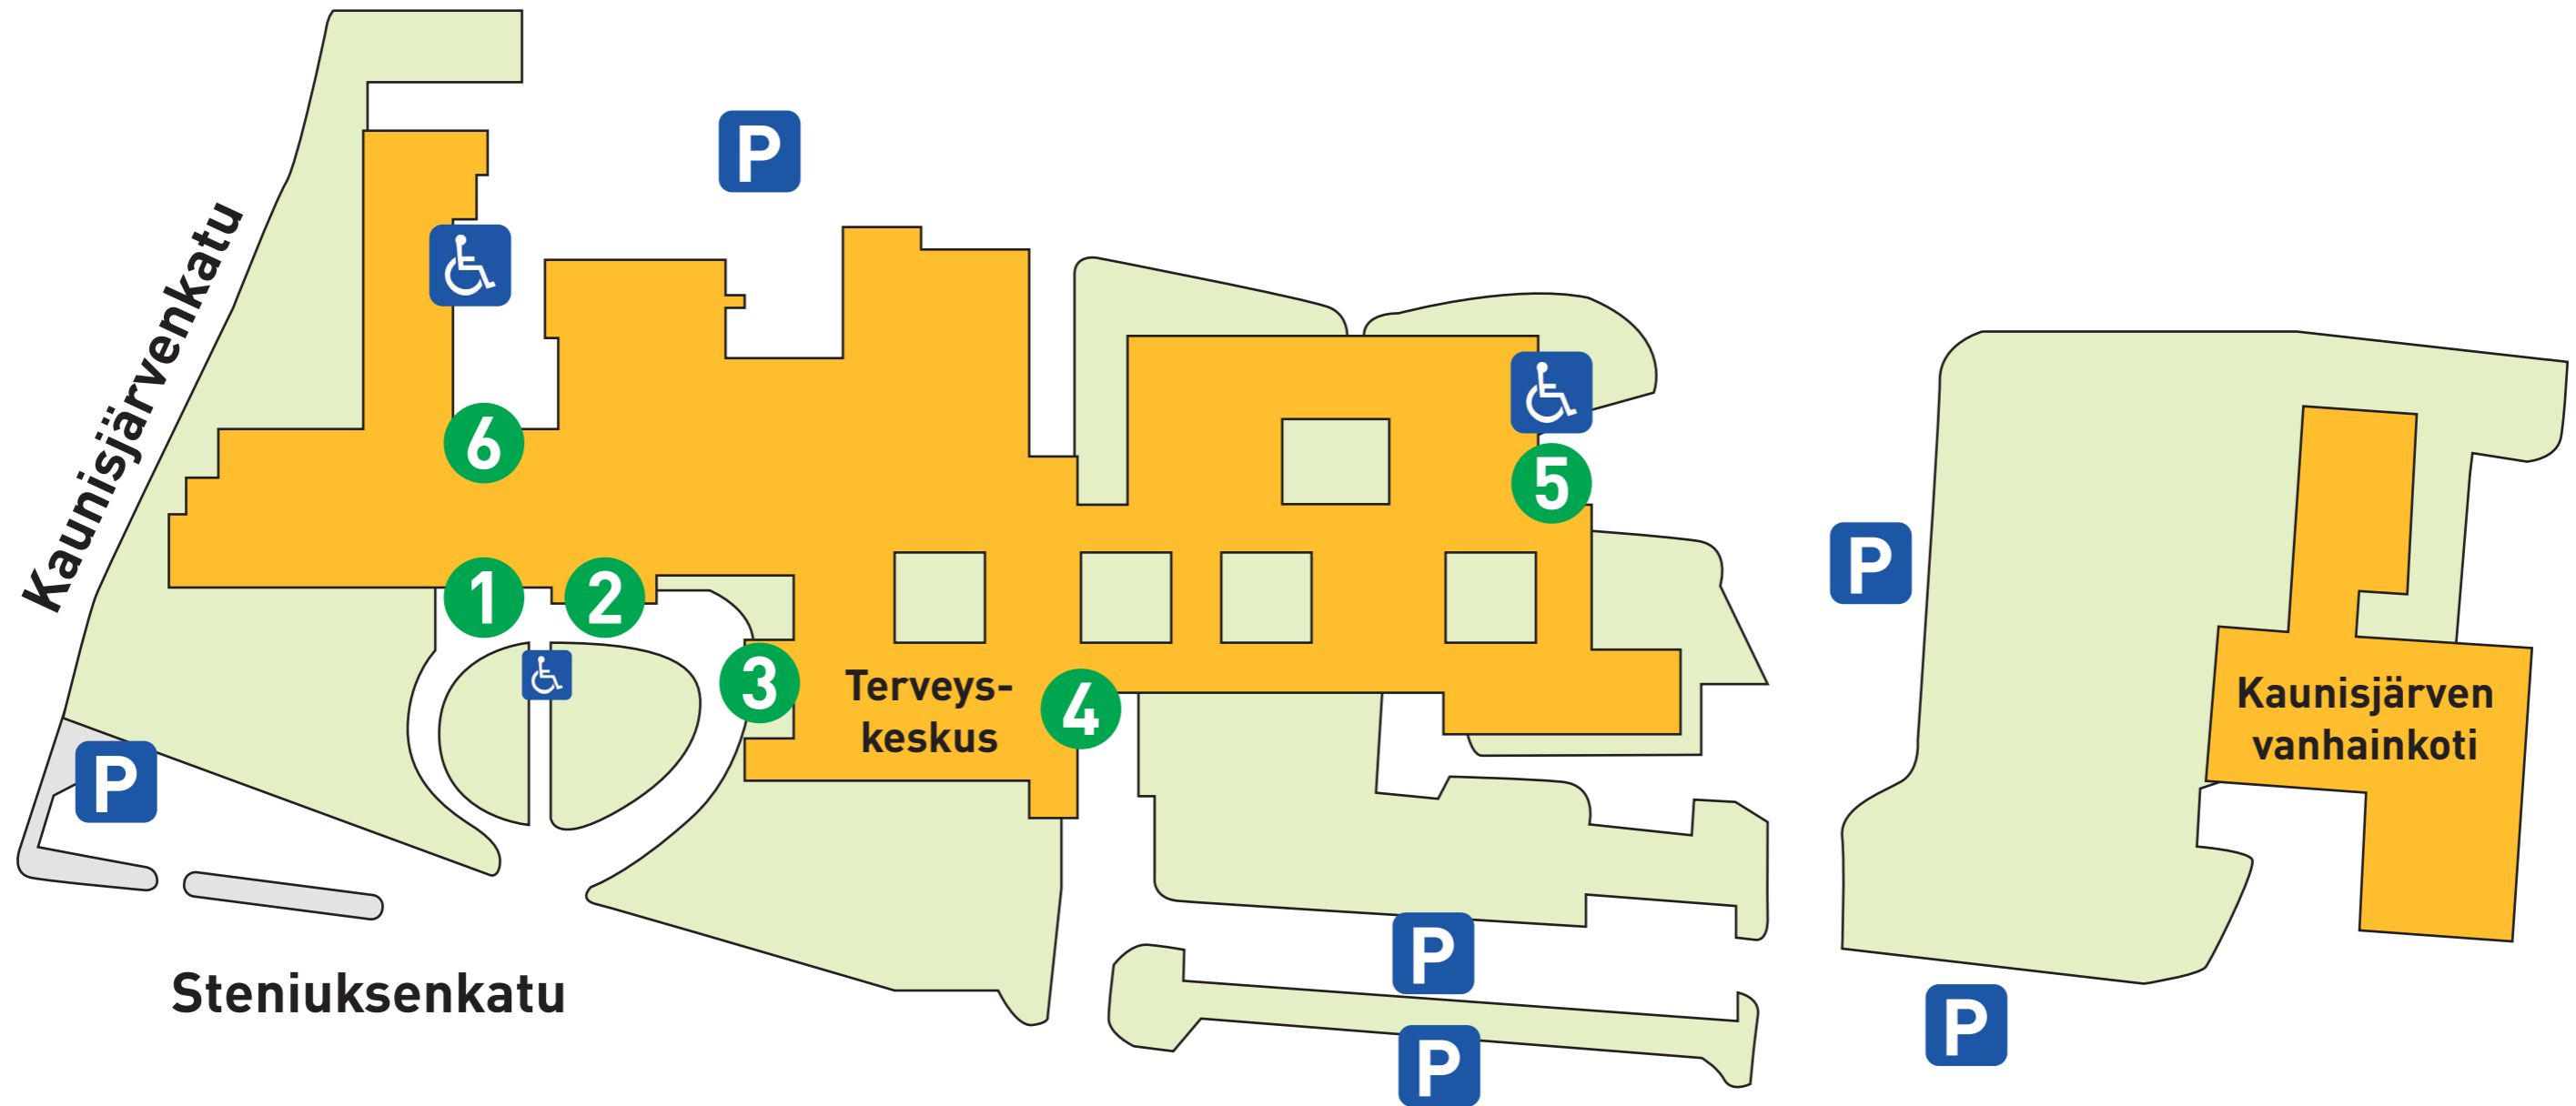 P
Kaunisjärvenkatu
6
5
P
1
2
3
Terveys-
keskus
4
Kaunisjärven
vanhainkoti
P
P
Steniuksenkatu
P
P